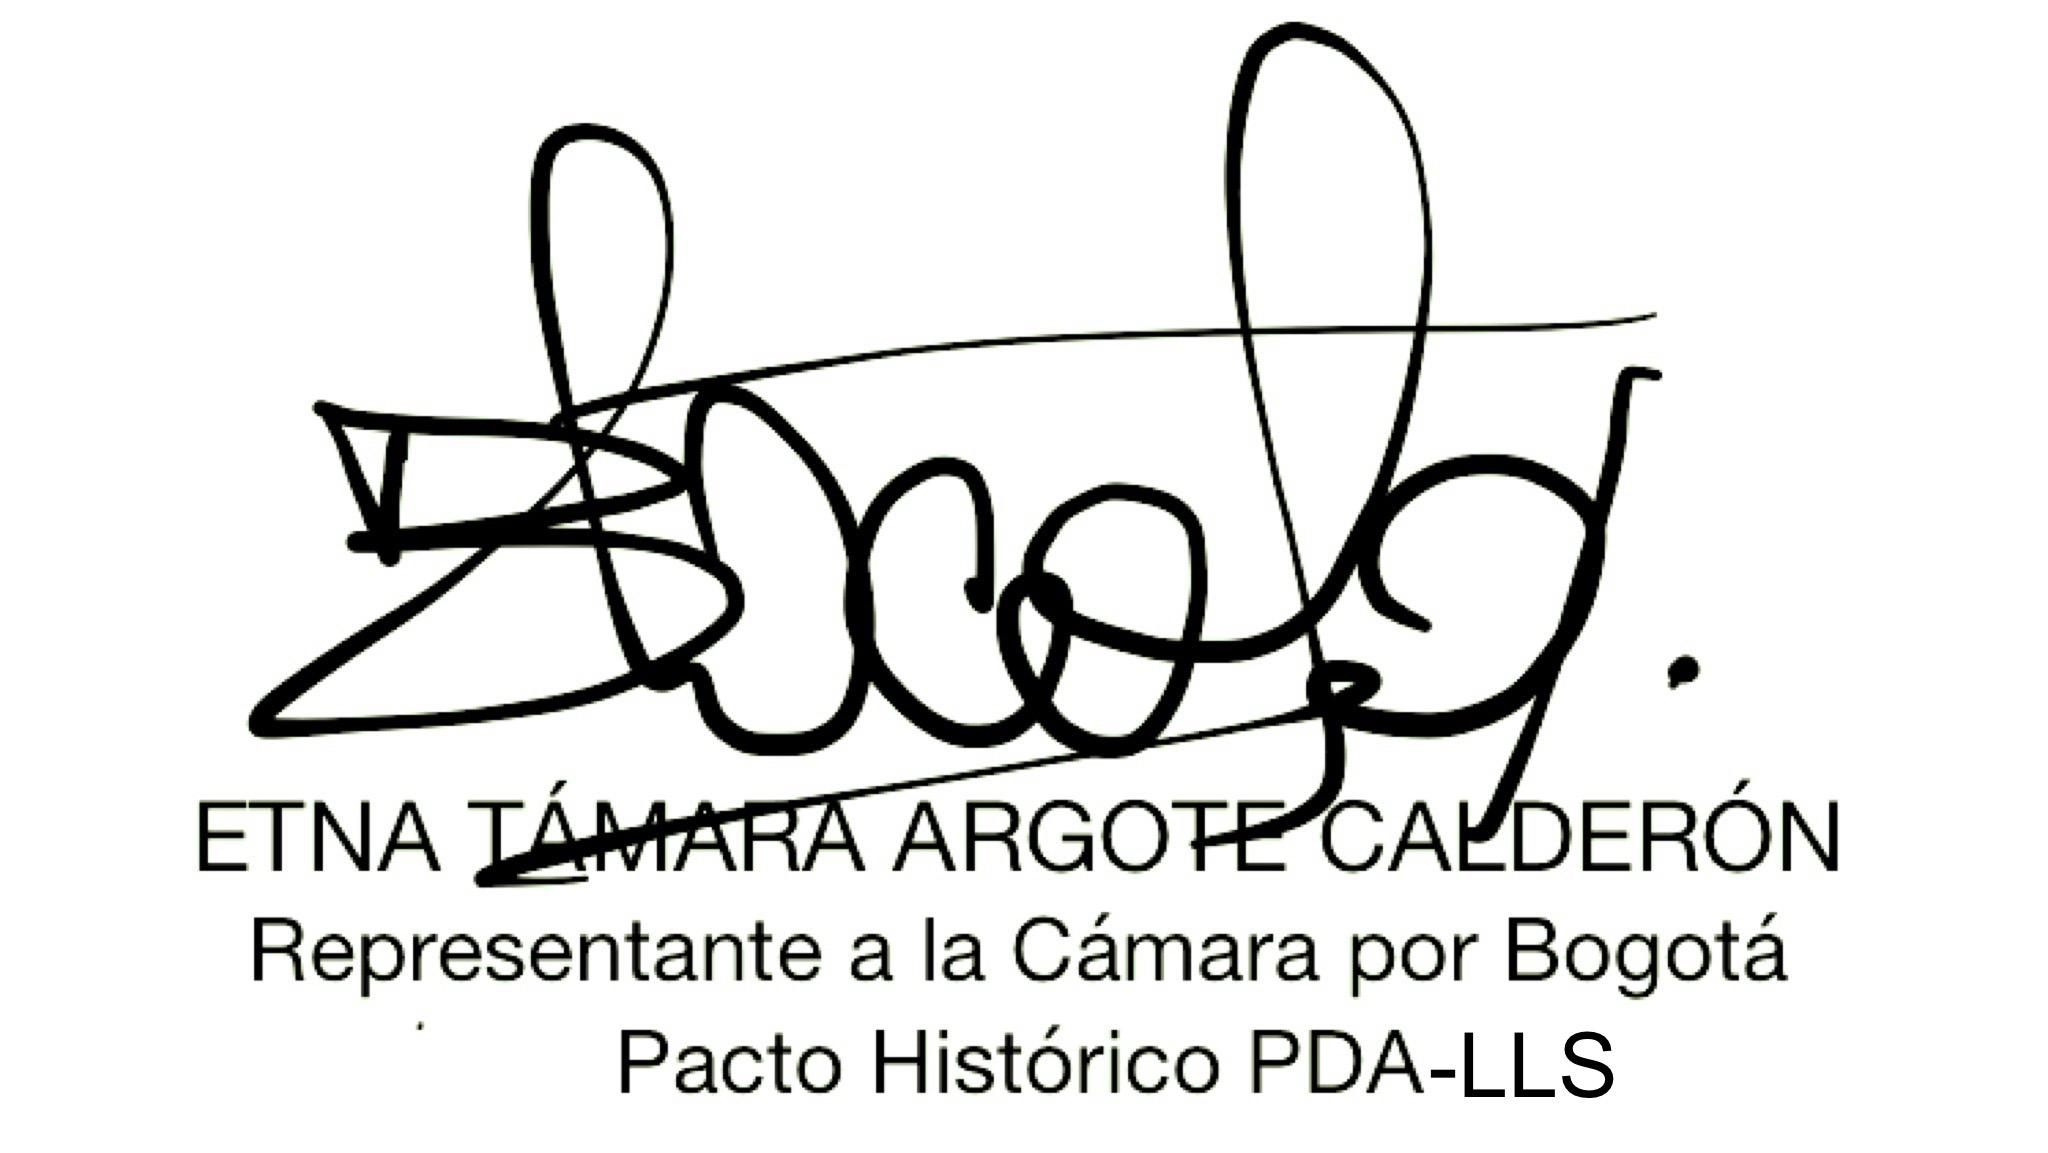 ETNA TÁMARA ARGOTE CALDERÓN
Representante a la Cámara por Bogotá
Pacto Histórico PDA-LLS